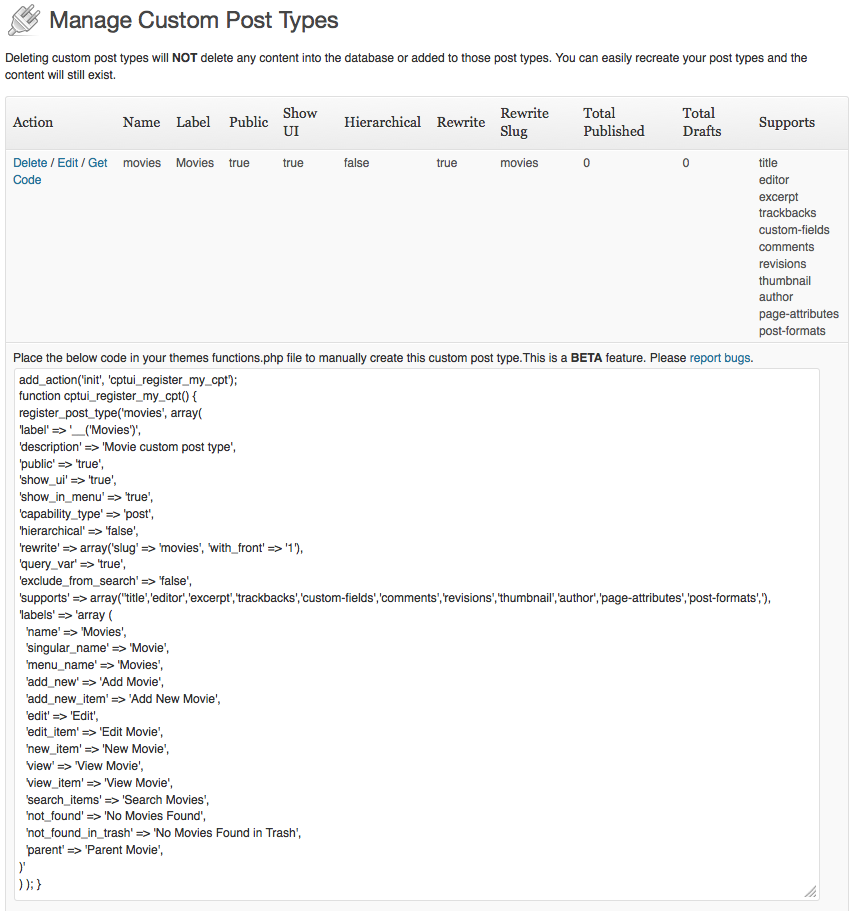 Manage Custom Post Types
Deleting custom post types will NOT delete any content into the database or added to those post types. You can easily recreate your post types and the
content will still exist.
Action Name Label Public Show UI Hierarchical Rewrite Rewrite Slug Total Published Total Drafts Supports
Delete / Edit / Get Code movies Movies true true false true movies 0 0 title
editor
excerpt
trackbacks
custom-fields
comments
revisions
thumbnail
author
page-attributes
post-formats
Place the below code in your themes functions.php file to manually create this custom post type.This is a BETA feature. Please report bugs.
add_action('init', 'cptui_register_my_cpt');
function cptui_register_my_cpt() {
register_post_type('movies', array(
'label' => '__('Movies')',
'description' => 'Movie custom post type',
'public' => 'true',
'show_ui' => 'true',
'show_in_menu' => 'true',
'capability_type' => 'post',
'hierarchical' => 'false',
'rewrite' => array('slug' => 'movies', 'with_front' => '1'),
'query_var' => 'true',
'exclude_from_search' => 'false',
'supports' => array(''title','editor','excerpt','trackbacks','custom-fields','comments','revisions','thumbnail','author','page-attributes','post-formats','),
'labels' => 'array (
'name' => 'Movies',
'singular_name' => 'Movie',
'menu_name' => 'Movies',
'add_new' => 'Add Movie',
'add_new_item' => 'Add New Movie',
'edit' => 'Edit',
'edit_item' => 'Edit Movie',
'new_item' => 'New Movie',
'view' => 'View Movie',
'view_item' => 'View Movie',
'search_items' => 'Search Movies',
'not_found' => 'No Movies Found',
'not_found_in_trash' => 'No Movies Found in Trash',
'parent' => 'Parent Movie',
)'
) ); }